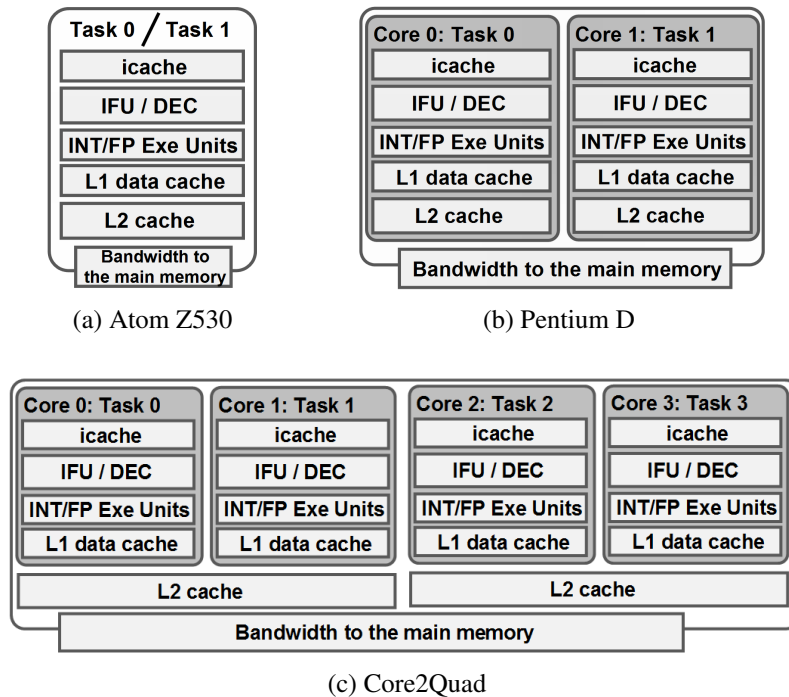 Task 0 / Task 1
icache
IFU / DEC
INT/FP Exe Units
L1 data cache
L2 cache
Bandwidth to
the main memory
(a) Atom Z530
Core 0: Task 0
icache
IFU / DEC
INT/FP Exe Units
L1 data cache
L2 cache
Core 1: Task 1
icache
IFU / DEC
INT/FP Exe Units
L1 data cache
L2 cache
Bandwidth to the main memory
(b) Pentium D
Core 0: Task 0
icache
IFU / DEC
INT/FP Exe Units
L1 data cache
Core 1: Task 1
icache
IFU / DEC
INT/FP Exe Units
L1 data cache
L2 cache
Core 2: Task 2
icache
IFU / DEC
INT/FP Exe Units
L1 data cache
Core 3: Task 3
icache
IFU / DEC
INT/FP Exe Units
L1 data cache
L2 cache
Bandwidth to the main memory
(c) Core2Quad